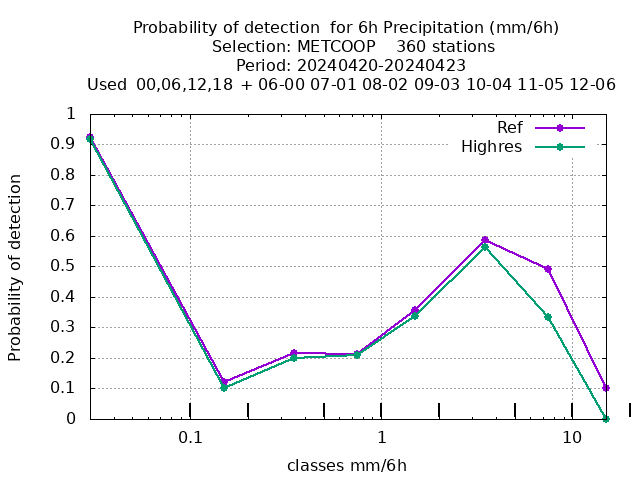 Probability of detection  for 6h Precipitation (mm/6h)
Selection: METCOOP    360 stations
Period: 20240420-20240423
Used  00,06,12,18  + 06-00 07-01 08-02 09-03 10-04 11-05 12-06
Ref
Highres
Probability of detection
1
0.9
0.8
0.7
0.6
0.5
0.4
0.3
0.2
0.1
0
0.1
1
10
classes mm/6h